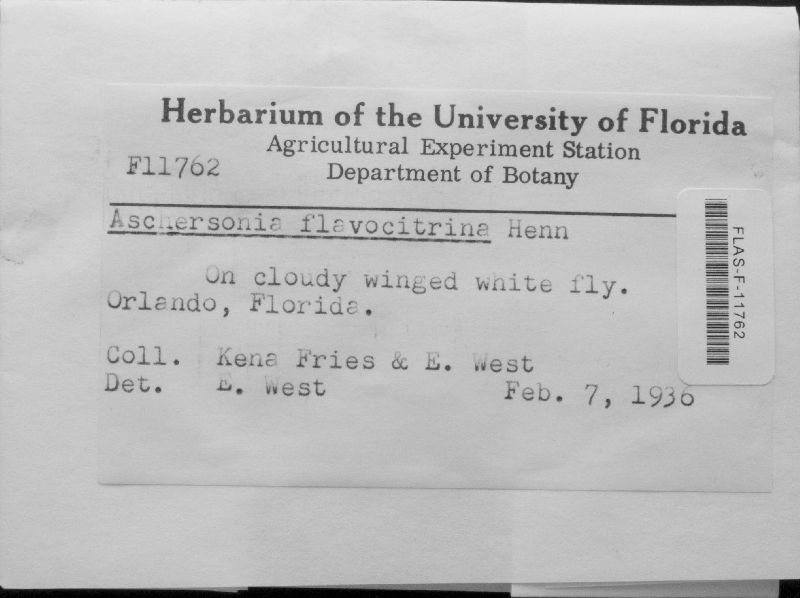 Herbarium of the University of Florida
Agricultural Experiment Station
F11762
Department of Botany
Aschersonia flavocitrina Henn
On cloudy winged white fly.
Orlando, Florida.
Coll. Kena Fries & E. West
Det. E. West Feb. 7, 1936
FLAS-F-11762